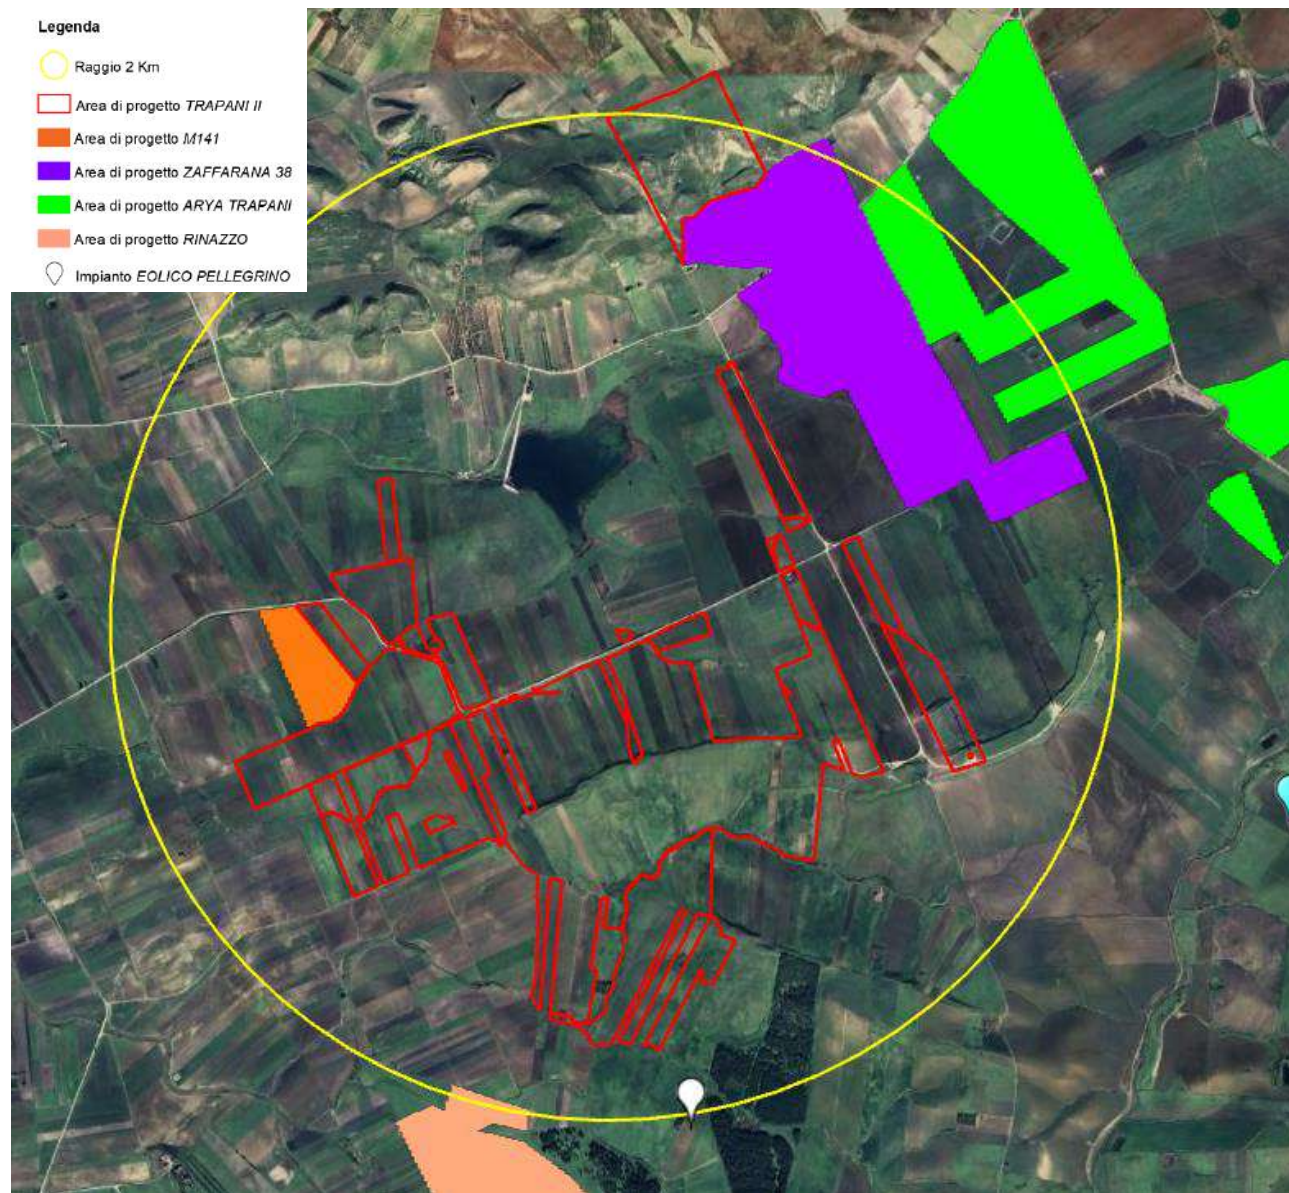 Legenda
Raggio 2 Km
Area di progetto TRAPANI II
Area di progetto M141
Area di progetto ZAFFARANA 38
Area di progetto ARYA TRAPANI
Area di progetto RINAZZO
Impianto EOLICO PELLEGRINO